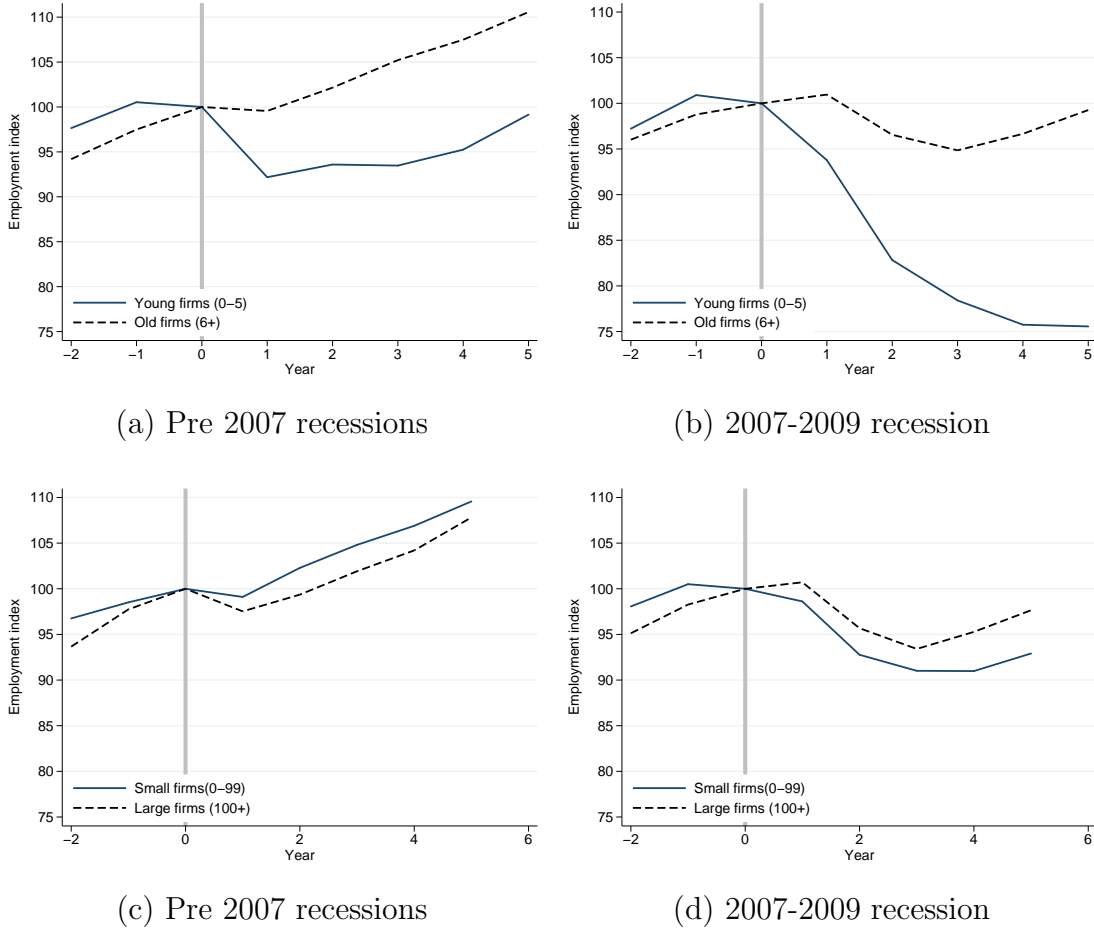 110
105
100
95
90
85
80
75
Employment index
−2
−1
0
1
2
3
4
5
Year
Young firms (0−5)
Old firms (6+)
(a) Pre 2007 recessions
110
105
100
95
90
85
80
75
Employment index
−2
−1
0
1
2
3
4
5
Year
Young firms (0−5)
Old firms (6+)
(b) 2007-2009 recession
110
105
100
95
90
85
80
75
Employment index
−2
0
2
4
6
Year
Small firms(0−99)
Large firms (100+)
(c) Pre 2007 recessions
110
105
100
95
90
85
80
75
Employment index
−2
0
2
4
6
Year
Small firms(0−99)
Large firms (100+)
(d) 2007-2009 recession